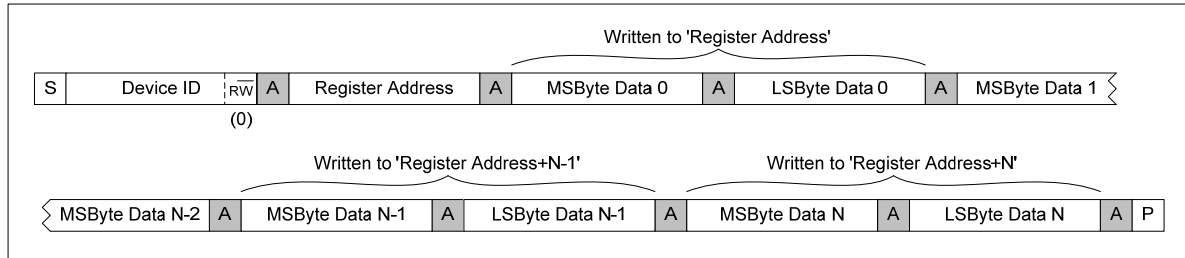 Written to 'Register Address'
S Device ID RW A Register Address A MSByte Data 0 A LSByte Data 0 A MSByte Data 1
(0)
Written to 'Register Address+N-1' Written to 'Register Address+N'
MSByte Data N-2 A MSByte Data N-1 A LSByte Data N-1 A MSByte Data N A LSByte Data N A P